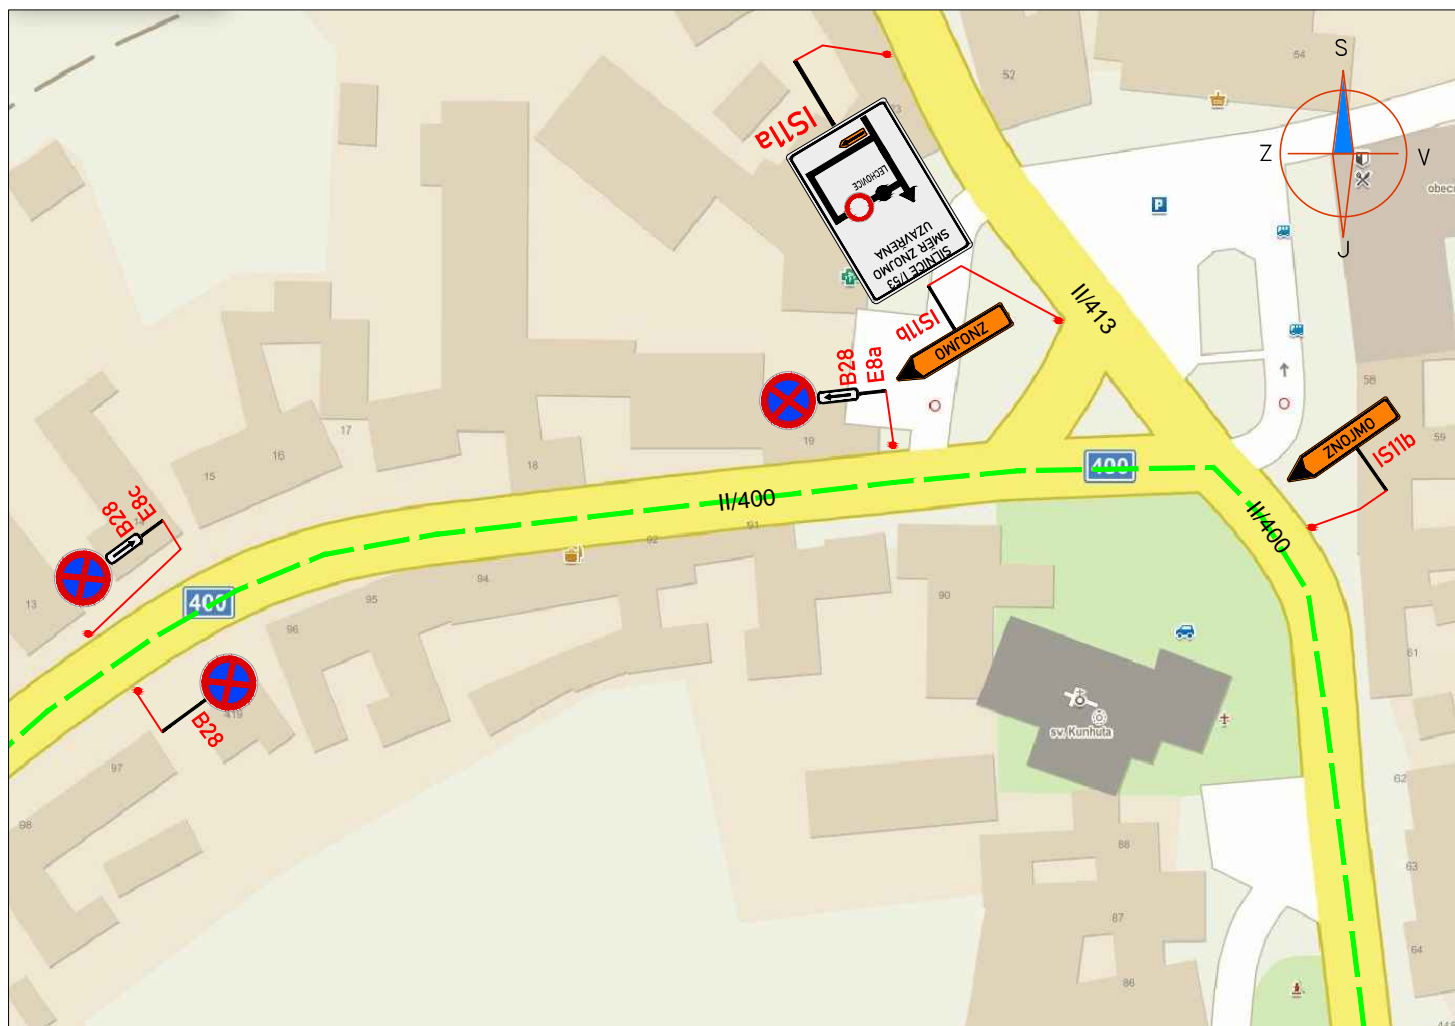 S
Z
V
J
54
52
IS11a
LECHOVICE
SILNICE I/53
SMĚR ZNOJMO
UZAVŘENA
P
II/413
IS11b
ZNOJMO
B28
E8a
58
59
ZNOJMO
IS11b
17
16
15
18
19
400
II/400
II/400
91
92
94
95
96
B28
E8c
13
400
B28
419
97
98
90
sv. Kunhuta
61
62
63
64
88
87
86